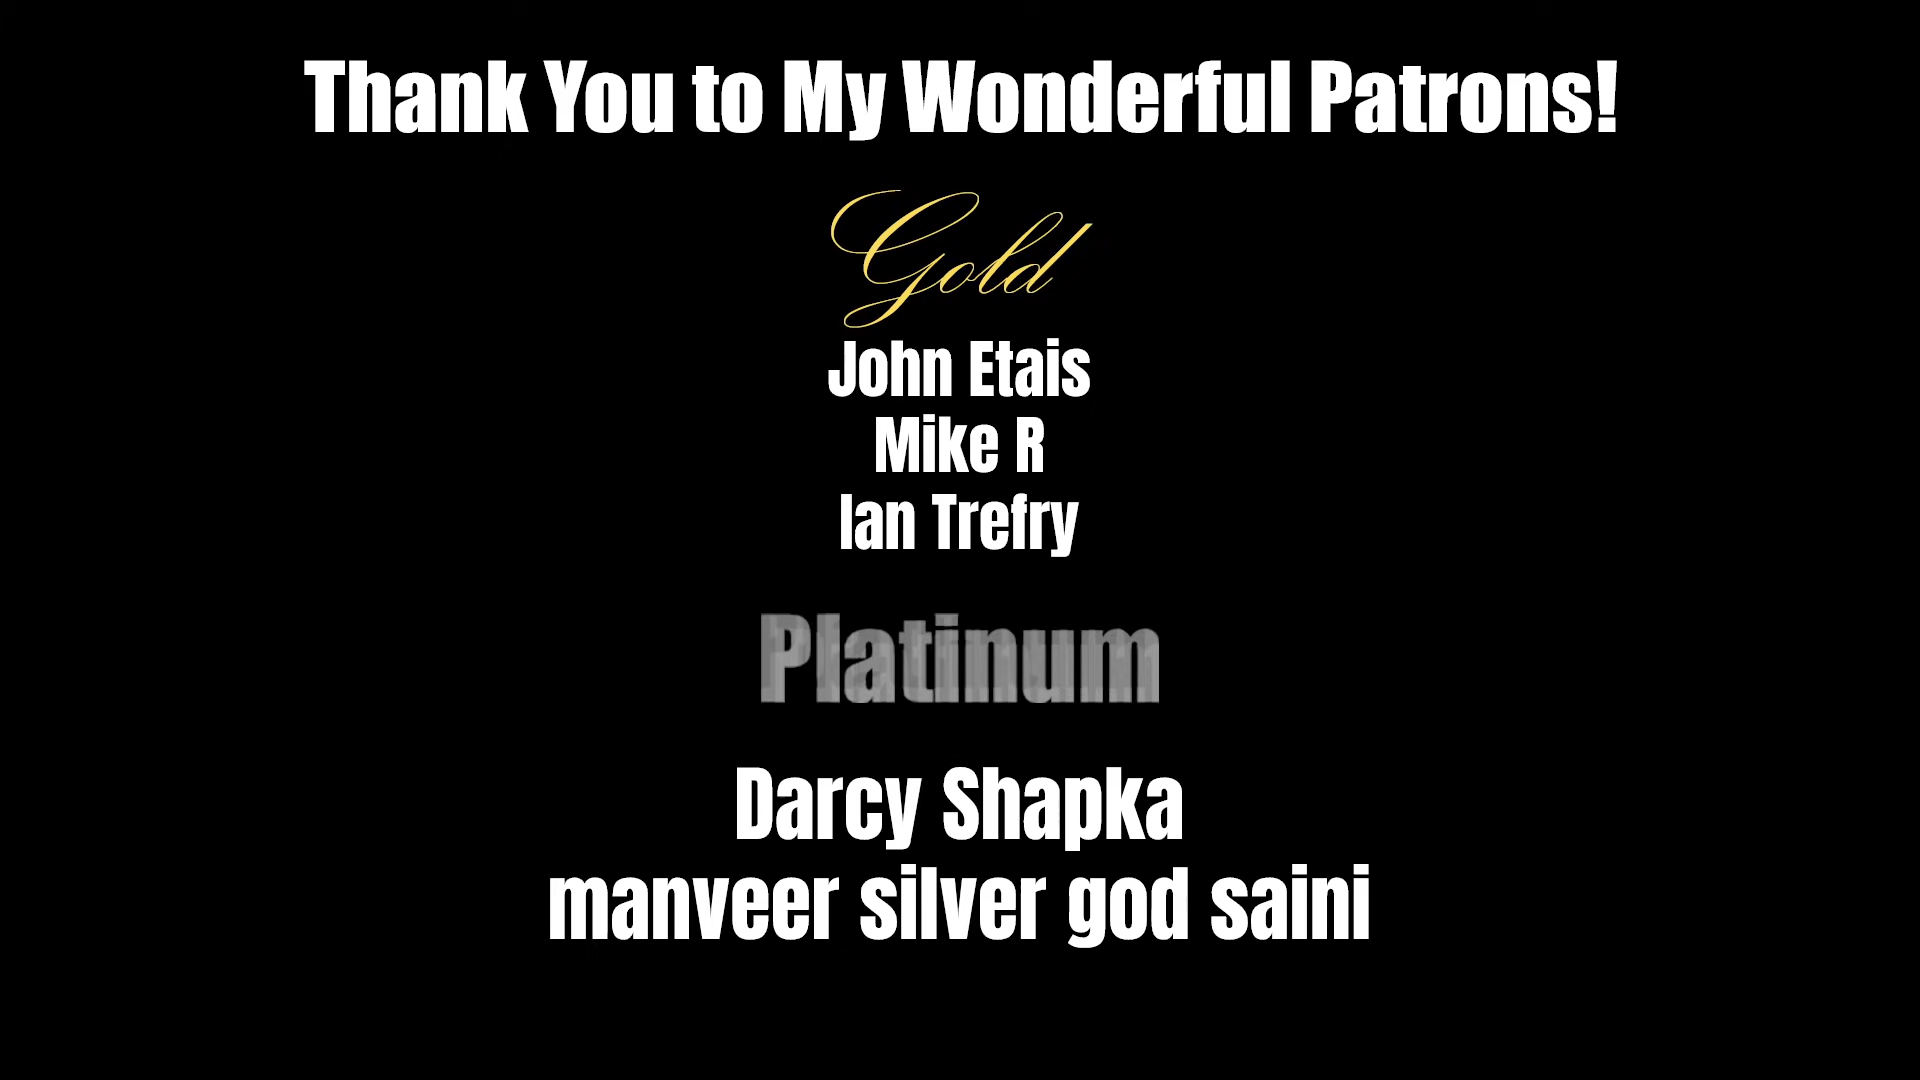 Thank You to My Wonderful Patrons!
Gold
John Etais
Mike R
Ian Trefry
Platinum
Darcy Shapka
manveer silver god saini